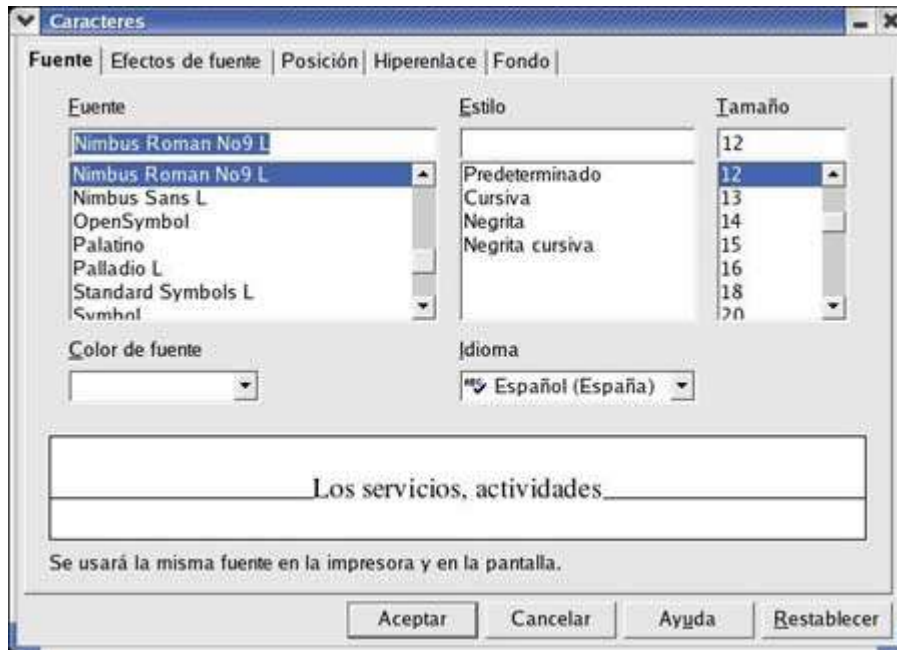 Caracteres
Fuente Efectos de fuente Posición Hiperenlace Fondo
Fuente Estilo Tamaño
Nimbus Roman No9 L 12
Nimbus Roman No9 L Predeterminado 12
Nimbus Sans L Cursiva 13
OpenSymbol Negrita 14
Palatino Negrita cursiva 15
Palladio L 16
Standard Symbols L 18
Symbol 20
Color de fuente Idioma
ABC Español (España)
Los servicios, actividades
Se usará la misma fuente en la impresora y en la pantalla.
Aceptar Cancelar Ayuda Restablecer